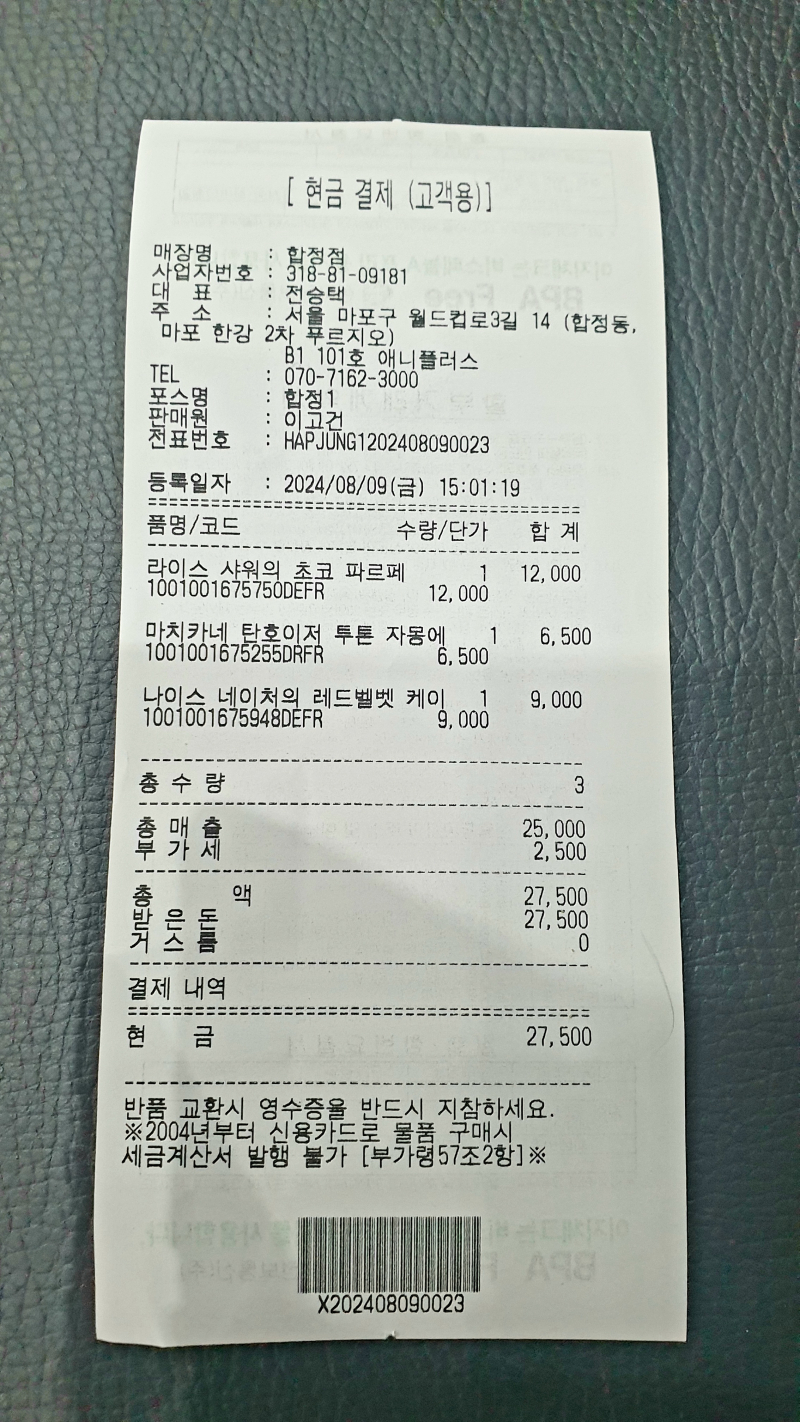 [ 현금 결제 (고객용)]
매장명 : 합정점
사업자번호 : 318-81-09181
대 표 : 전승택
주 소 : 서울 마포구 월드컵로3길 14 (합정동,
마포 한강 2차 푸르지오)
B1 101호 애니플러스
TEL : 070-7162-3000
포스명 : 합정1
판매원 : 이고건
전표번호 : HAPJUNG1202408090023
등록일자 : 2024/08/09(금) 15:01:19
품명/코드 수량/단가 합 계
라이스 샤워의 초코 파르페 1 12,000
1001001675750DEFR 12,000
마치카네 탄호이저 투톤 자몽에 1 6,500
1001001675255DRFR 6,500
나이스 네이처의 레드벨벳 케이 1 9,000
1001001675948DEFR 9,000
총 수 량 3
총 매 출 25,000
부 가 세 2,500
총 액 27,500
받 은 돈 27,500
거 스 름 0
결제 내역
현 금 27,500
반품 교환시 영수증을 반드시 지참하세요.
※2004년부터 신용카드로 물품 구매시
세금계산서 발행 불가 [부가령57조2항]※
X202408090023